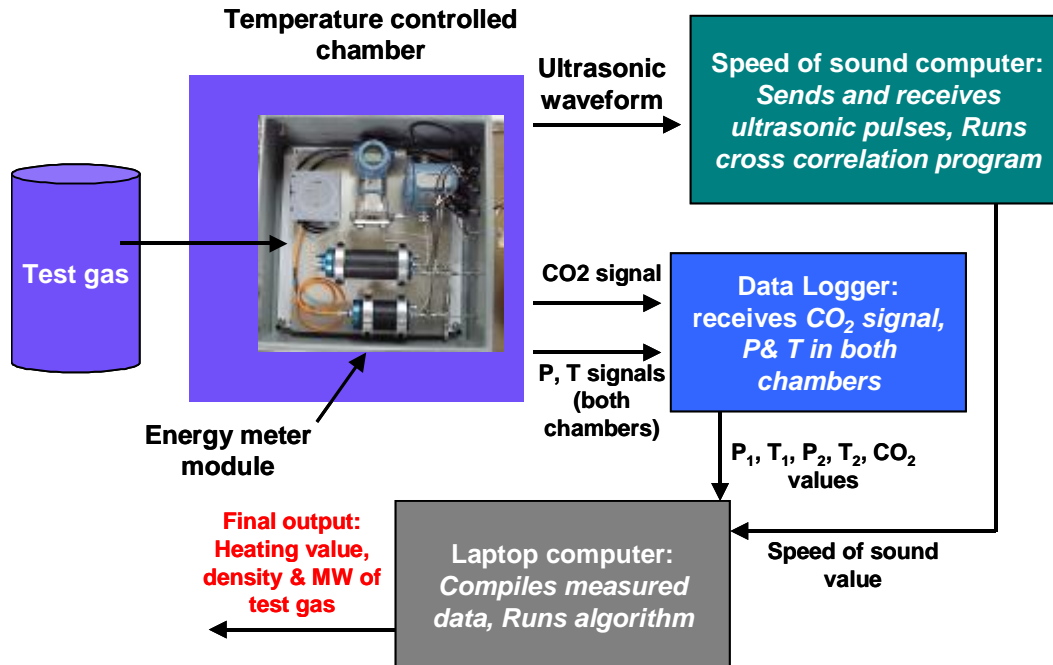 Temperature controlled
chamber
Ultrasonic
waveform
Speed of sound computer:
Sends and receives
ultrasonic pulses, Runs
cross correlation program
Test gas
CO2 signal
P, T signals
(both
chambers)
Data Logger:
receives CO₂ signal,
P& T in both
chambers
Energy meter
module
P₁, T₁, P₂, T₂, CO₂
values
Speed of sound
value
Laptop computer:
Compiles measured
data, Runs algorithm
Final output:
Heating value,
density & MW of
test gas